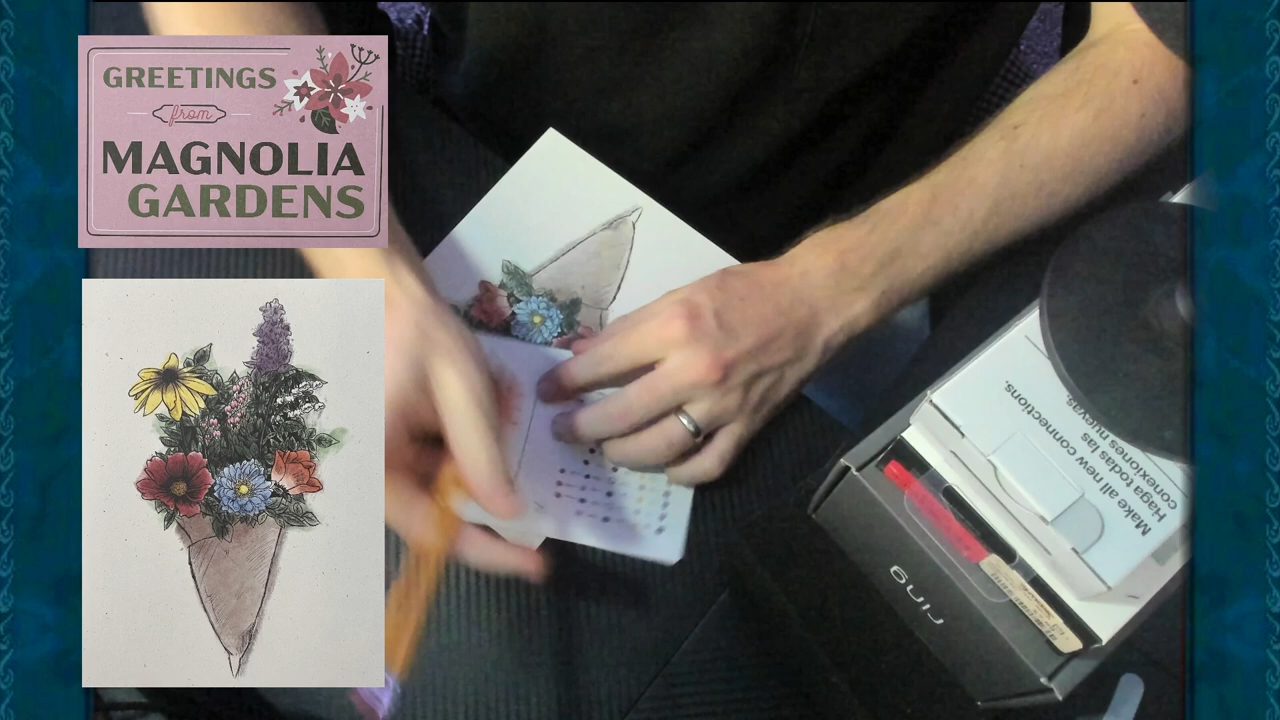 GREETINGS
from
MAGNOLIA
GARDENS
Make all new connections.
Haga todas las
conexiones nuevas.
ring